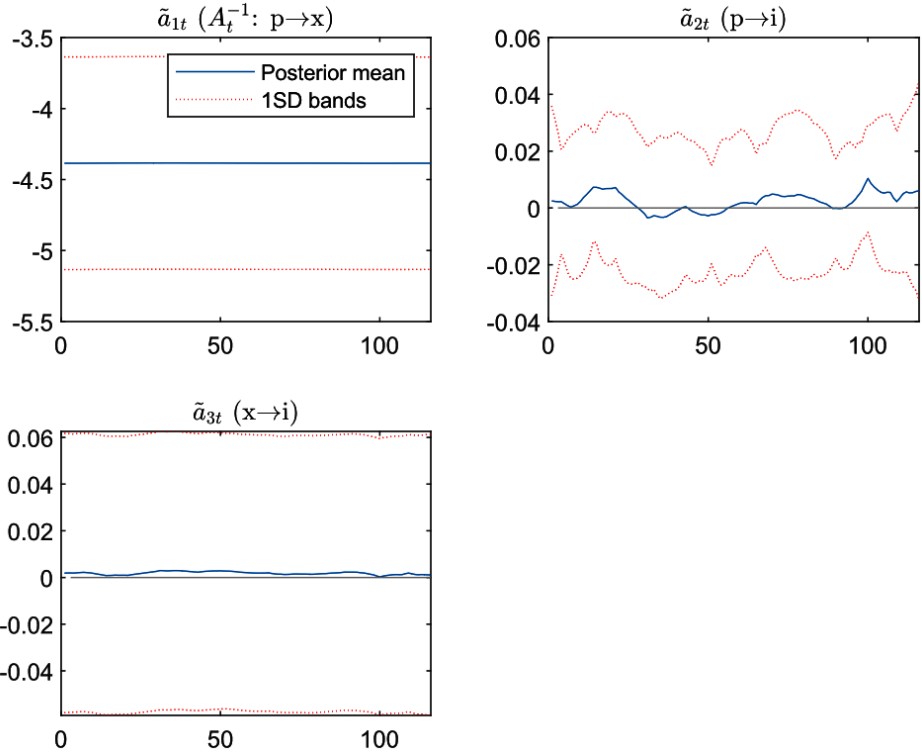 ã₁ₜ (Aₜ⁻¹: p→x)
-3.5
-4
-4.5
-5
-5.5
0 50 100
Posterior mean
1SD bands
ã₂ₜ (p→i)
0.06
0.04
0.02
0
-0.02
-0.04
0 50 100
ã₃ₜ (x→i)
0.06
0.04
0.02
0
-0.02
-0.04
0 50 100